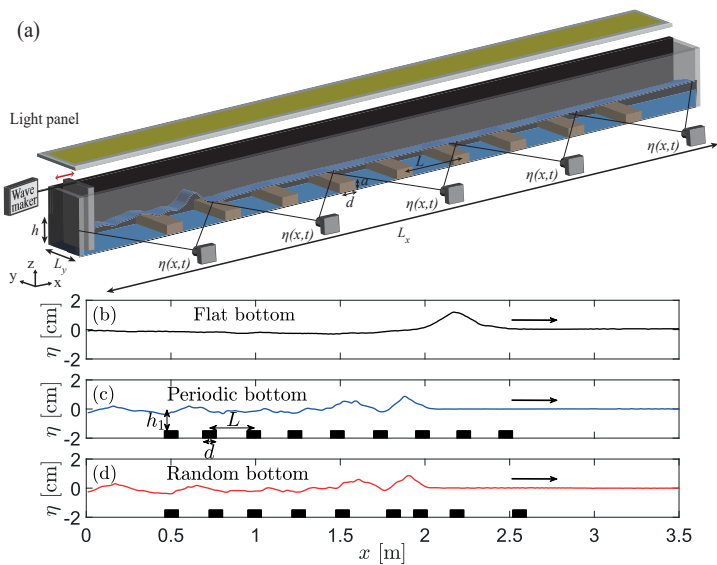 (a)
Light panel
Wave
maker
h
L_y
z
y
x
L
a
d
η(x,t)
η(x,t)
η(x,t)
η(x,t)
η(x,t)
L_x
(b)
Flat bottom
η [cm]
2
0
-2
(c)
Periodic bottom
η [cm]
2
0
-2
h_1
L
d
(d)
Random bottom
η [cm]
2
0
-2
0 0.5 1 1.5 2 2.5 3 3.5
x [m]